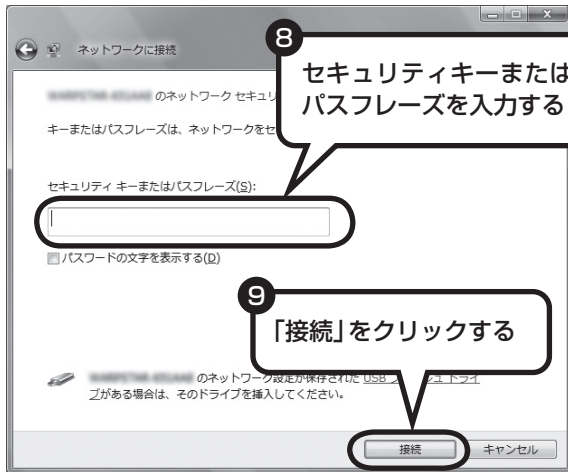 ネットワークに接続
8
セキュリティキーまたは
パスフレーズを入力する
のネットワーク セキュリ
キーまたはパスフレーズは、ネットワークをセ
セキュリティ キーまたはパスフレーズ(S):
パスワードの文字を表示する(D)
9
「接続」をクリックする
のネットワーク設定が保存された USB
ブがある場合は、そのドライブを挿入してください。
接続
キャンセル